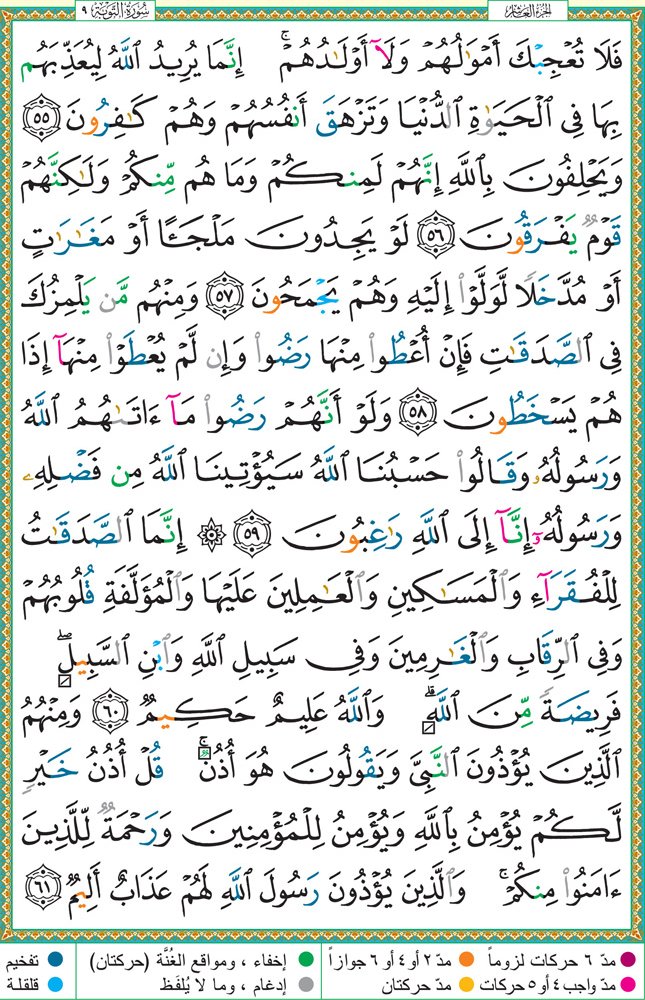 الجزء العاشر
سُورَةُ التَّوْبَةِ ٩
فَلَا تُعْجِبْكَ أَمْوَٰلُهُمْ وَلَآ أَوْلَٰدُهُمْ ۚ إِنَّمَا يُرِيدُ ٱللَّهُ لِيُعَذِّبَهُم
بِهَا فِى ٱلْحَيَوٰةِ ٱلدُّنْيَا وَتَزْهَقَ أَنفُسُهُمْ وَهُمْ كَٰفِرُونَ ٥٥
وَيَحْلِفُونَ بِٱللَّهِ إِنَّهُمْ لَمِنكُمْ وَمَا هُم مِّنكُمْ وَلَٰكِنَّهُمْ
قَوْمٌ يَفْرَقُونَ ٥٦ لَوْ يَجِدُونَ مَلْجَـًٔا أَوْ مَغَٰرَٰتٍ
أَوْ مُدَّخَلًا لَّوَلَّوْا۟ إِلَيْهِ وَهُمْ يَجْمَحُونَ ٥٧ وَمِنْهُم مَّن يَلْمِزُكَ
فِى ٱلصَّدَقَٰتِ فَإِنْ أُعْطُوا۟ مِنْهَا رَضُوا۟ وَإِن لَّمْ يُعْطَوْا۟ مِنْهَآ إِذَا
هُمْ يَسْخَطُونَ ٥٨ وَلَوْ أَنَّهُمْ رَضُوا۟ مَآ ءَاتَىٰهُمُ ٱللَّهُ
وَرَسُولُهُۥ وَقَالُوا۟ حَسْبُنَا ٱللَّهُ سَيُؤْتِينَا ٱللَّهُ مِن فَضْلِهِۦ
وَرَسُولُهُۥٓ إِنَّآ إِلَى ٱللَّهِ رَٰغِبُونَ ٥٩ ۞ إِنَّمَا ٱلصَّدَقَٰتُ
لِلْفُقَرَآءِ وَٱلْمَسَٰكِينِ وَٱلْعَٰمِلِينَ عَلَيْهَا وَٱلْمُؤَلَّفَةِ قُلُوبُهُمْ
وَفِى ٱلرِّقَابِ وَٱلْغَٰرِمِينَ وَفِى سَبِيلِ ٱللَّهِ وَٱبْنِ ٱلسَّبِيلِ ۖ
فَرِيضَةً مِّنَ ٱللَّهِ ۗ وَٱللَّهُ عَلِيمٌ حَكِيمٌ ٦٠ وَمِنْهُمُ
ٱلَّذِينَ يُؤْذُونَ ٱلنَّبِىَّ وَيَقُولُونَ هُوَ أُذُنٌ ۚ قُلْ أُذُنُ خَيْرٍ
لَّكُمْ يُؤْمِنُ بِٱللَّهِ وَيُؤْمِنُ لِلْمُؤْمِنِينَ وَرَحْمَةٌ لِّلَّذِينَ
ءَامَنُوا۟ مِنكُمْ ۚ وَٱلَّذِينَ يُؤْذُونَ رَسُولَ ٱللَّهِ لَهُمْ عَذَابٌ أَلِيمٌ ٦١
مدّ ٦ حركات لزوماً مدّ ٢ أو ٤ أو ٦ جوازاً إخفاء ، ومواقع الغُنَّة (حركتان) تفخيم
مدّ واجب ٤ أو ٥ حركات مدّ حركتان إدغام ، وما لا يُلفَظ قلقلة